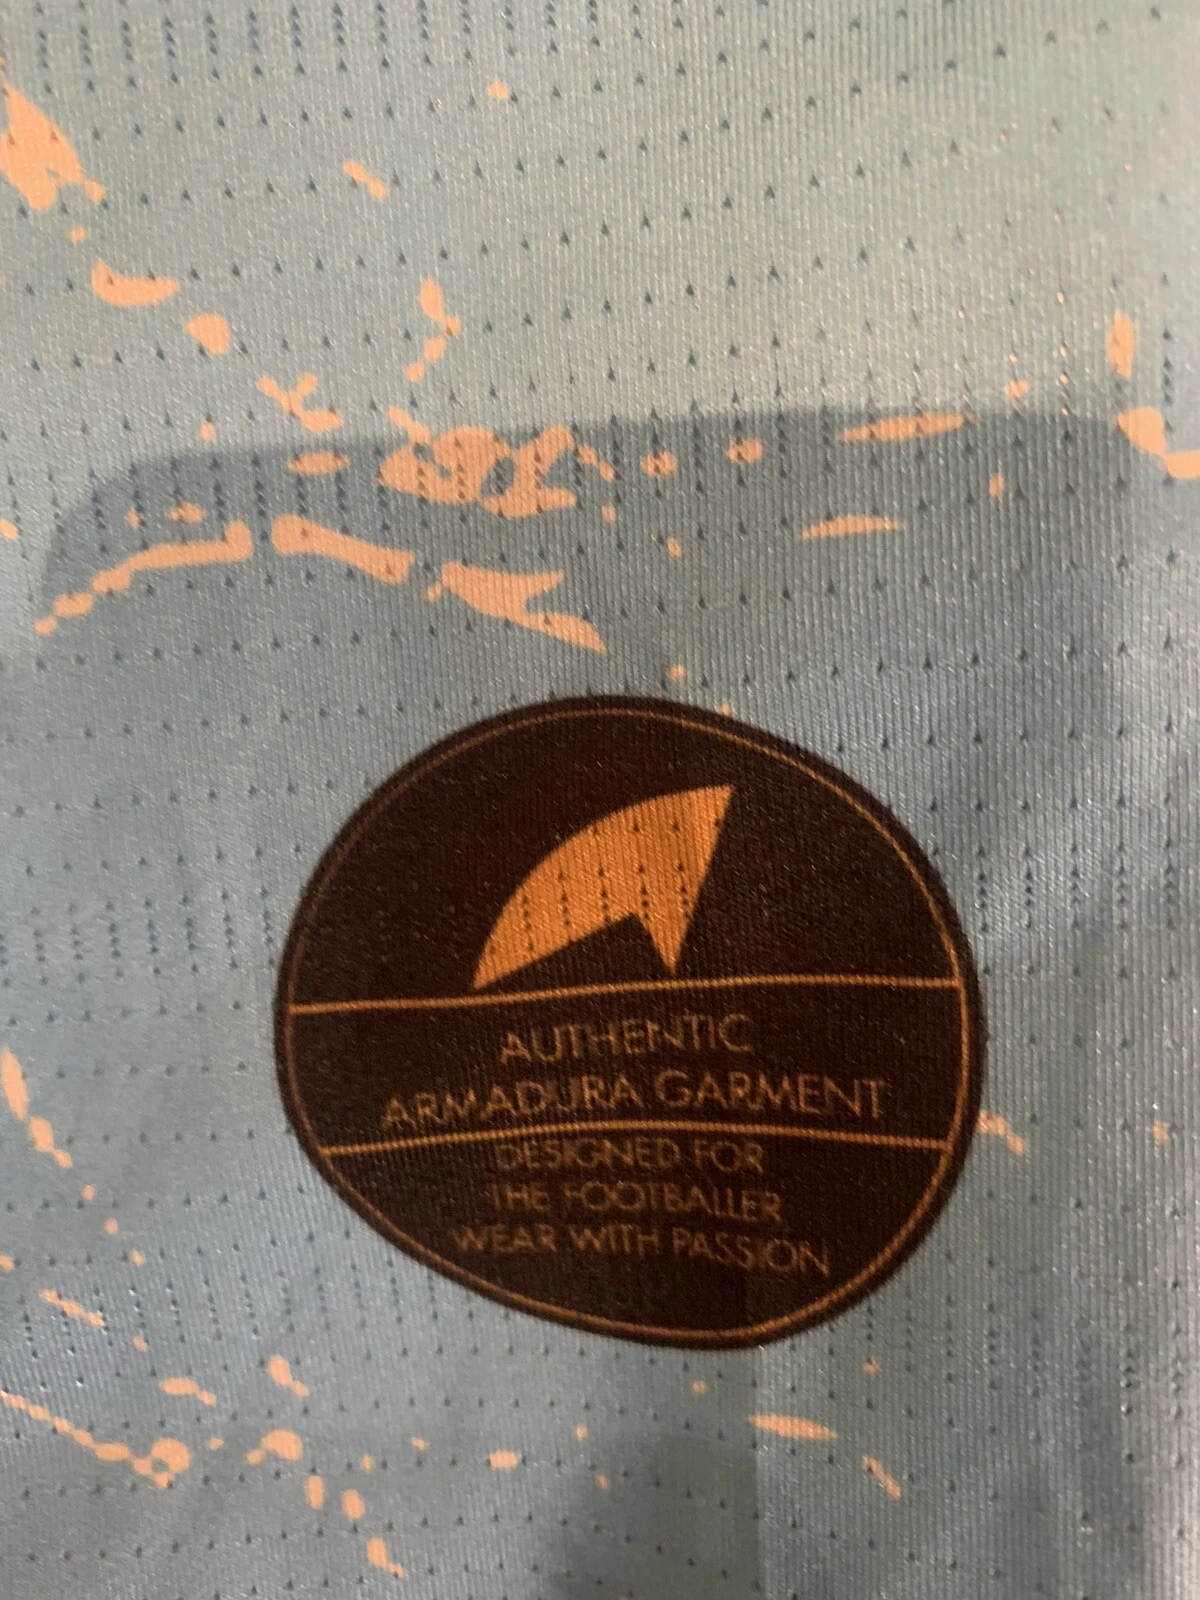 AUTHENTIC
ARMADURA GARMENT
DESIGNED FOR
THE FOOTBALLER
WEAR WITH PASSION